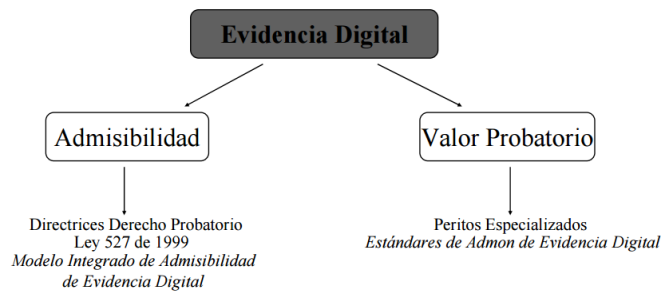 Evidencia Digital
Admisibilidad
Valor Probatorio
Directrices Derecho Probatorio
Ley 527 de 1999
Modelo Integrado de Admisibilidad
de Evidencia Digital
Peritos Especializados
Estándares de Admon de Evidencia Digital